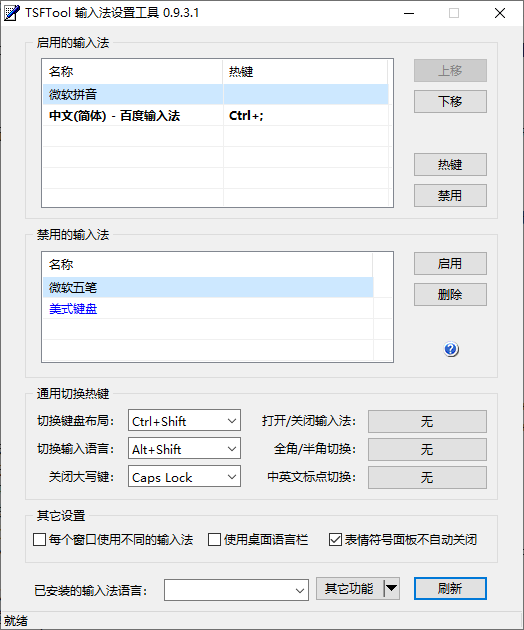 TSFTool 输入法设置工具 0.9.3.1
启用的输入法
名称 热键
微软拼音
中文(简体) - 百度输入法 Ctrl+;
上移
下移
热键
禁用
禁用的输入法
名称
微软五笔
美式键盘
启用
删除
?
通用切换热键
切换键盘布局: Ctrl+Shift 打开/关闭输入法: 无
切换输入语言: Alt+Shift 全角/半角切换: 无
关闭大写键: Caps Lock 中英文标点切换: 无
其它设置
每个窗口使用不同的输入法 使用桌面语言栏 表情符号面板不自动关闭
已安装的输入法语言: 其它功能 刷新
就绪